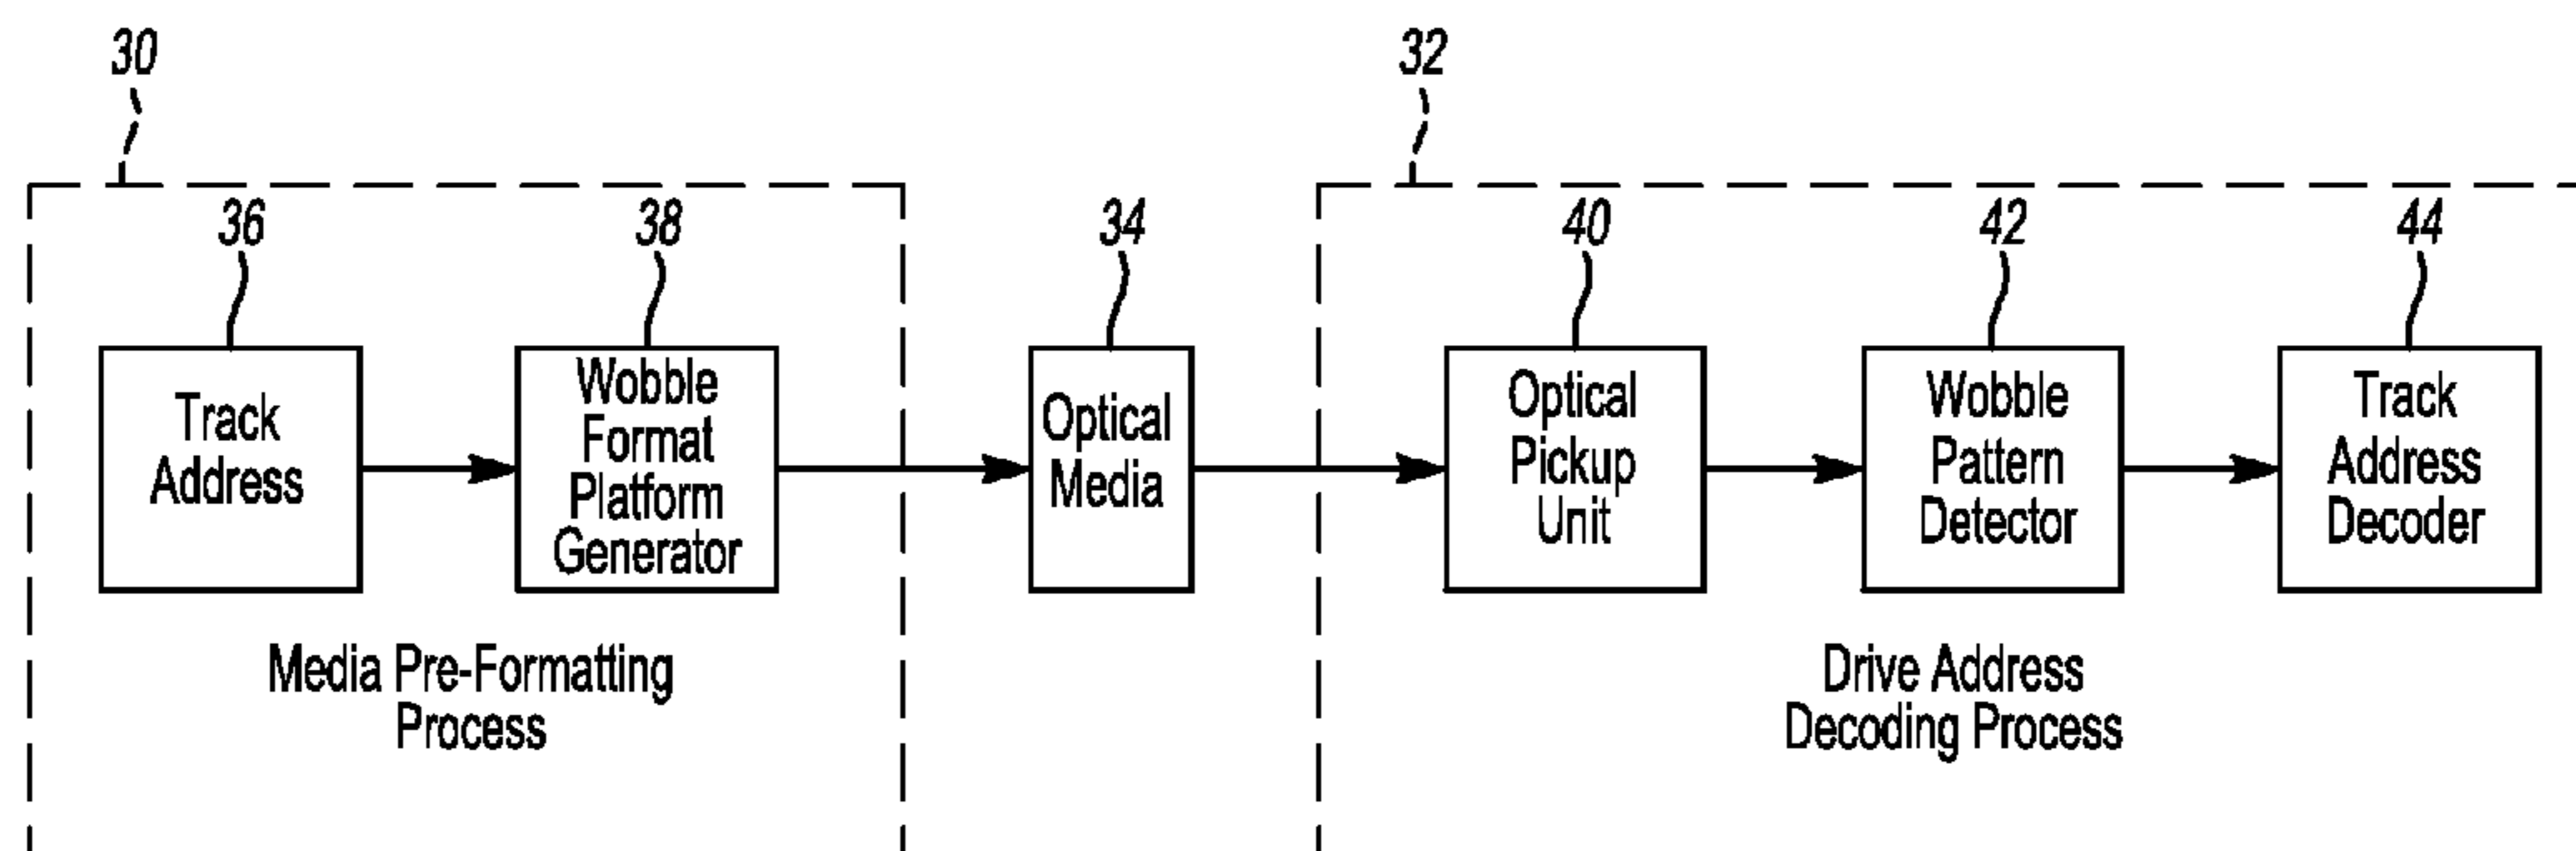 30
32
36
38
34
40
42
44
Track
Address
Wobble
Format
Platform
Generator
Optical
Media
Optical
Pickup
Unit
Wobble
Pattern
Detector
Track
Address
Decoder
Media Pre-Formatting
Process
Drive Address
Decoding Process